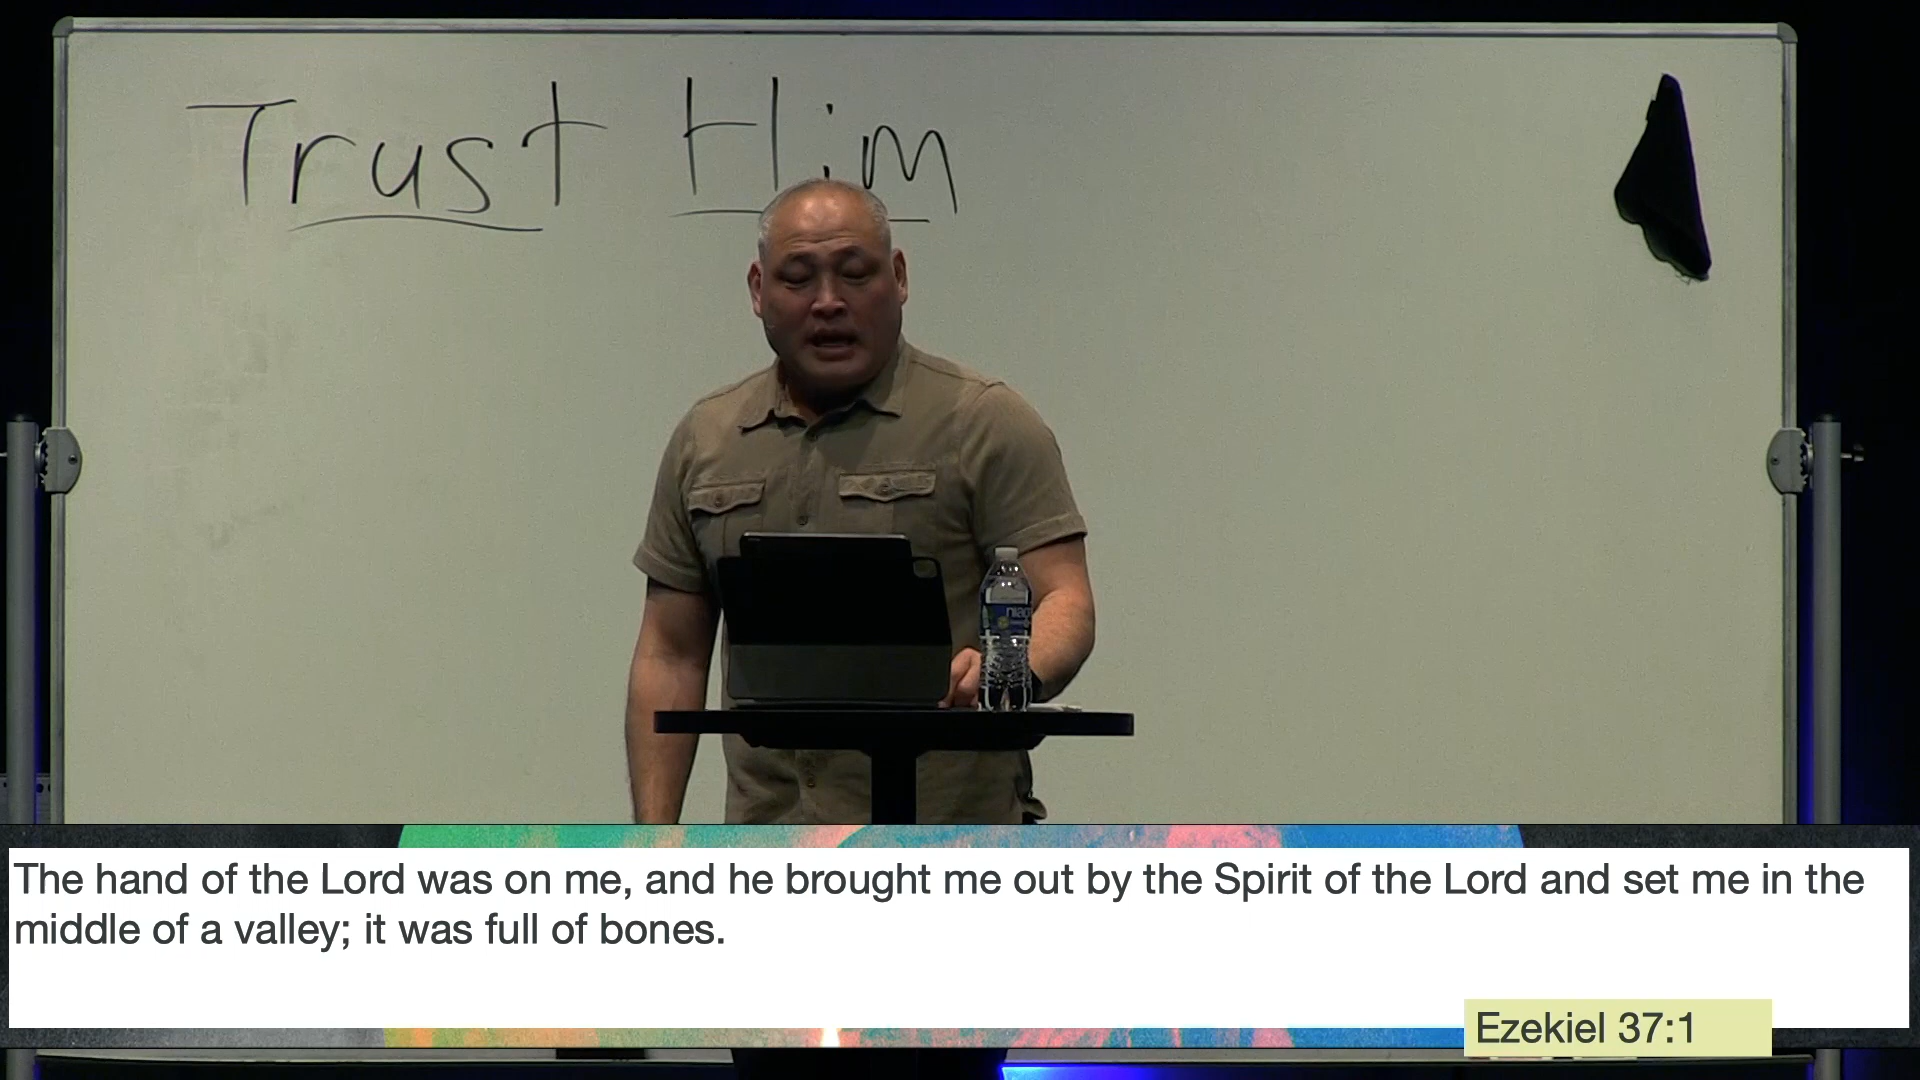 Trust Him
The hand of the Lord was on me, and he brought me out by the Spirit of the Lord and set me in the
middle of a valley; it was full of bones.
Ezekiel 37:1